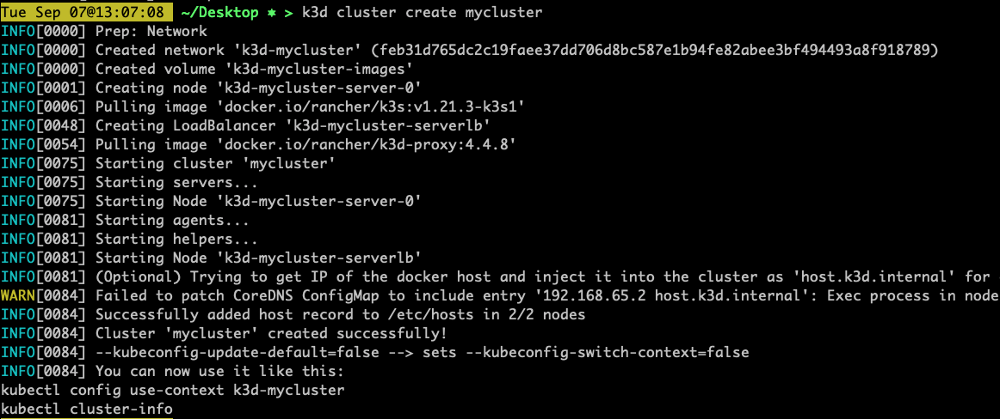 Tue Sep 07@13:07:08 ~/Desktop * > k3d cluster create mycluster
INFO[0000] Prep: Network
INFO[0000] Created network 'k3d-mycluster' (feb31d765dc2c19faee37dd706d8bc587e1b94fe82abee3bf494493a8f918789)
INFO[0000] Created volume 'k3d-mycluster-images'
INFO[0001] Creating node 'k3d-mycluster-server-0'
INFO[0006] Pulling image 'docker.io/rancher/k3s:v1.21.3-k3s1'
INFO[0048] Creating LoadBalancer 'k3d-mycluster-serverlb'
INFO[0054] Pulling image 'docker.io/rancher/k3d-proxy:4.4.8'
INFO[0075] Starting cluster 'mycluster'
INFO[0075] Starting servers...
INFO[0075] Starting Node 'k3d-mycluster-server-0'
INFO[0081] Starting agents...
INFO[0081] Starting helpers...
INFO[0081] Starting Node 'k3d-mycluster-serverlb'
INFO[0081] (Optional) Trying to get IP of the docker host and inject it into the cluster as 'host.k3d.internal' for
WARN[0084] Failed to patch CoreDNS ConfigMap to include entry '192.168.65.2 host.k3d.internal': Exec process in node
INFO[0084] Successfully added host record to /etc/hosts in 2/2 nodes
INFO[0084] Cluster 'mycluster' created successfully!
INFO[0084] --kubeconfig-update-default=false --> sets --kubeconfig-switch-context=false
INFO[0084] You can now use it like this:
kubectl config use-context k3d-mycluster
kubectl cluster-info